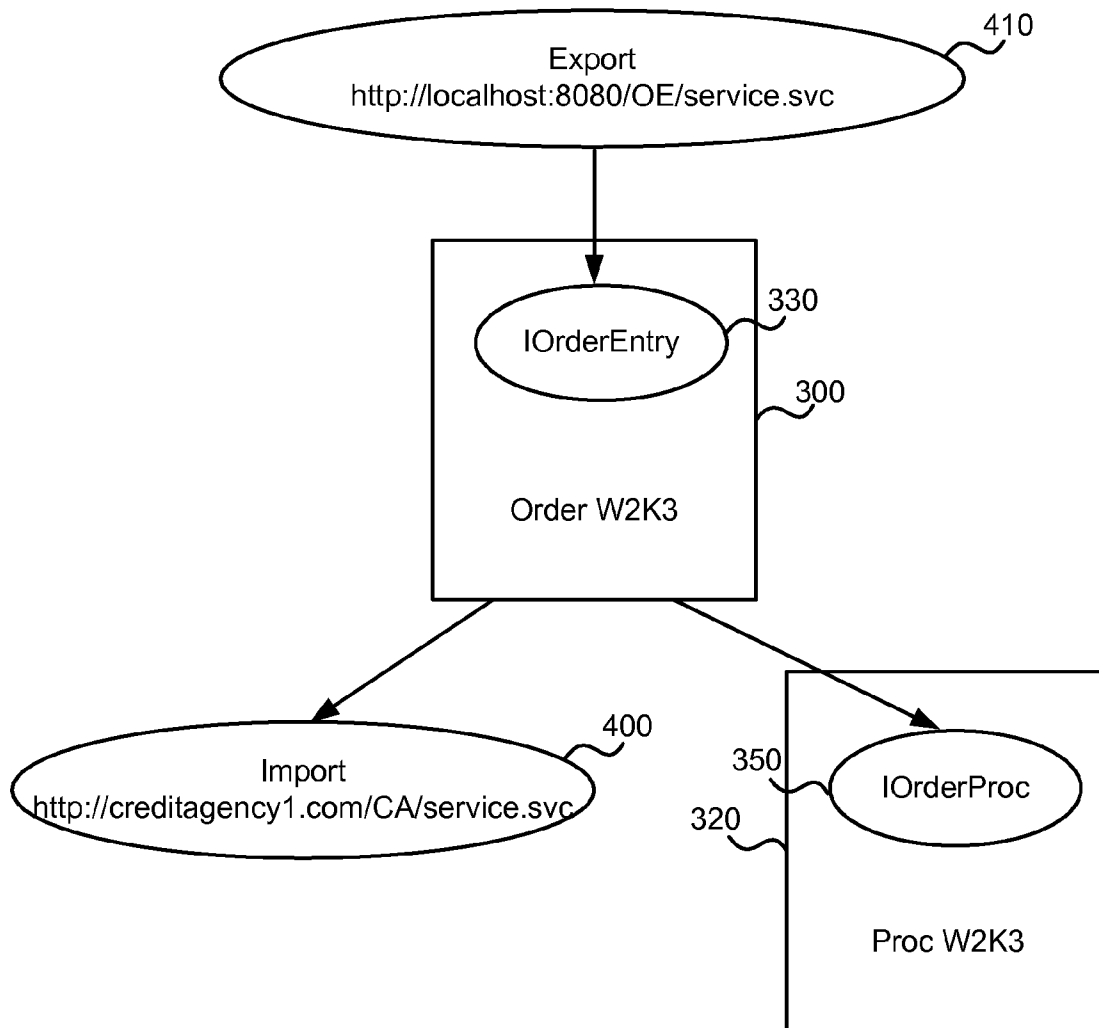 410
Export
http://localhost:8080/OE/service.svc
330
IOrderEntry
300
Order W2K3
400
Import
http://creditagency1.com/CA/service.svc
350
IOrderProc
320
Proc W2K3